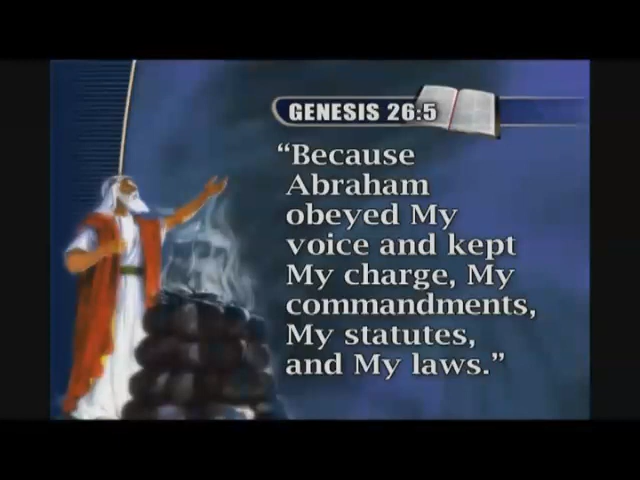 GENESIS 26:5
“Because
Abraham
obeyed My
voice and kept
My charge, My
commandments,
My statutes,
and My laws.”